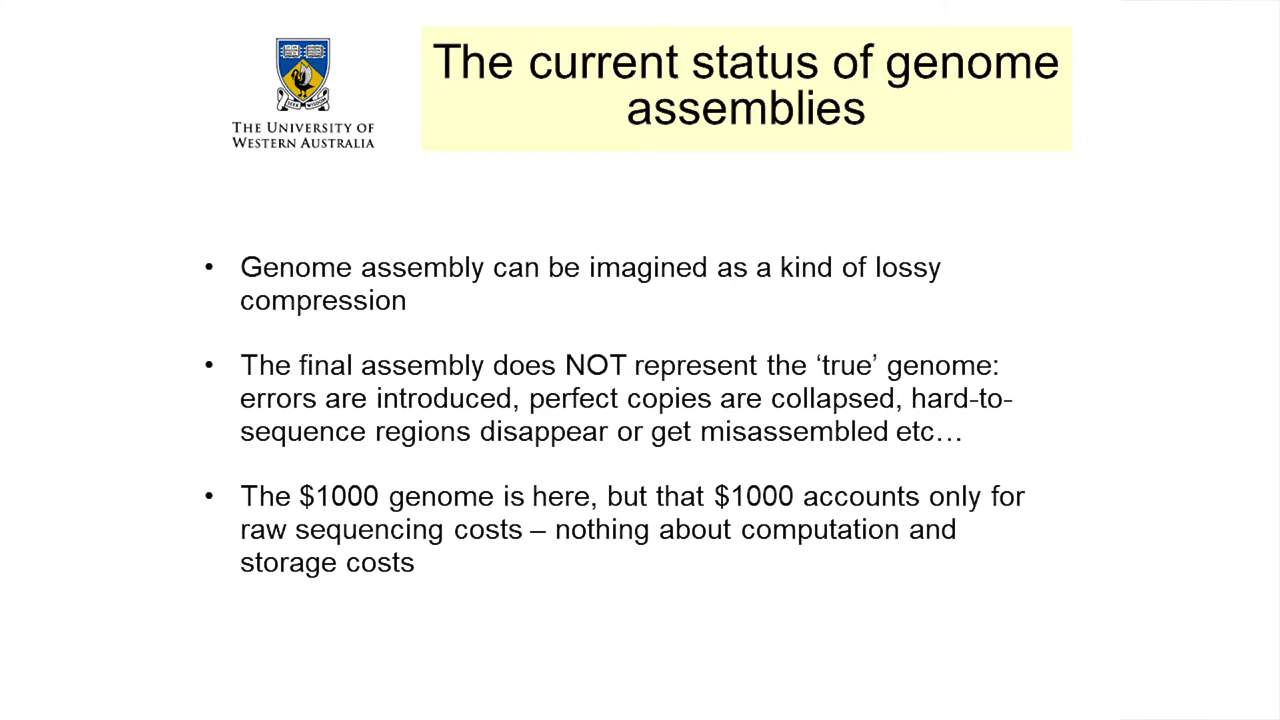 The current status of genome
assemblies
SEEK WISDOM
THE UNIVERSITY OF
WESTERN AUSTRALIA
• Genome assembly can be imagined as a kind of lossy
compression
• The final assembly does NOT represent the ‘true’ genome:
errors are introduced, perfect copies are collapsed, hard-to-
sequence regions disappear or get misassembled etc…
• The $1000 genome is here, but that $1000 accounts only for
raw sequencing costs – nothing about computation and
storage costs